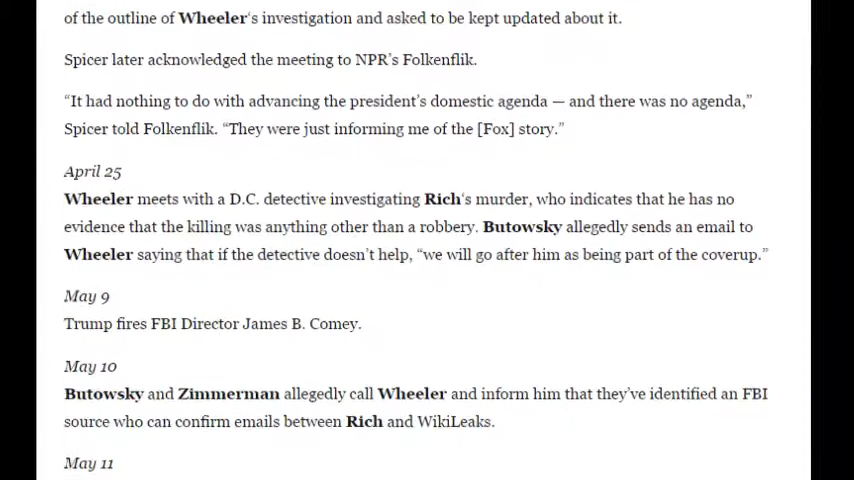 of the outline of Wheeler‘s investigation and asked to be kept updated about it.
Spicer later acknowledged the meeting to NPR’s Folkenflik.
“It had nothing to do with advancing the president’s domestic agenda — and there was no agenda,”
Spicer told Folkenflik. “They were just informing me of the [Fox] story.”
April 25
Wheeler meets with a D.C. detective investigating Rich‘s murder, who indicates that he has no
evidence that the killing was anything other than a robbery. Butowsky allegedly sends an email to
Wheeler saying that if the detective doesn’t help, “we will go after him as being part of the coverup.”
May 9
Trump fires FBI Director James B. Comey.
May 10
Butowsky and Zimmerman allegedly call Wheeler and inform him that they’ve identified an FBI
source who can confirm emails between Rich and WikiLeaks.
May 11